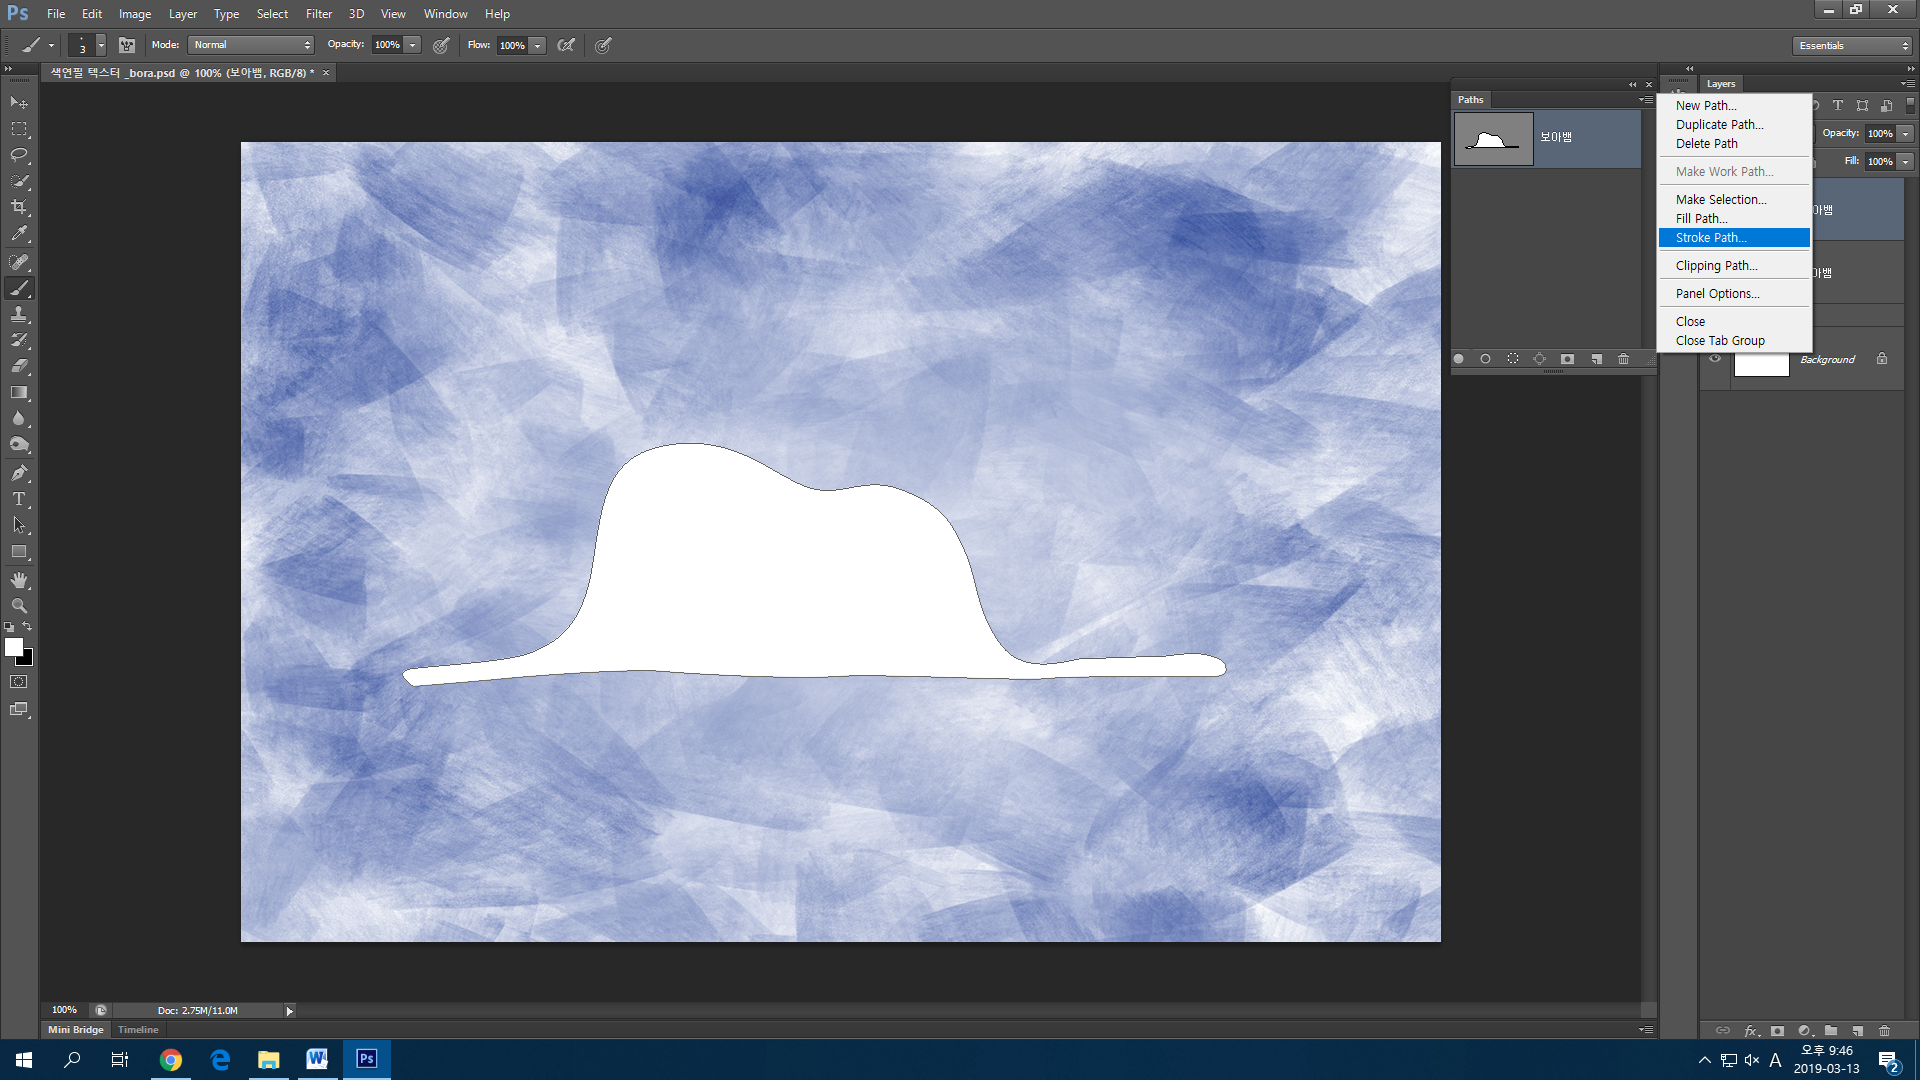 Ps File Edit Image Layer Type Select Filter 3D View Window Help
3 Mode: Normal Opacity: 100% Flow: 100% Essentials
색연필 텍스터 _bora.psd @ 100% (보아뱀, RGB/8) * ×
Paths
보아뱀
New Path...
Duplicate Path...
Delete Path
Make Work Path...
Make Selection...
Fill Path...
Stroke Path...
Clipping Path...
Panel Options...
Close
Close Tab Group
Layers
Opacity: 100%
Fill: 100%
아뱀
아뱀
Background
100% Doc: 2.75M/11.0M
Mini Bridge Timeline
Ps
A 오후 9:46
2019-03-13
2